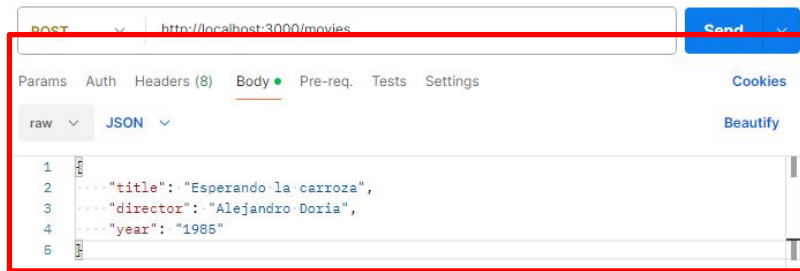 POST http://localhost:3000/movies Send
Params Auth Headers (8) Body Pre-req. Tests Settings Cookies
raw JSON Beautify
1 {
2 "title": "Esperando la carroza",
3 "director": "Alejandro Doria",
4 "year": "1985"
5 }